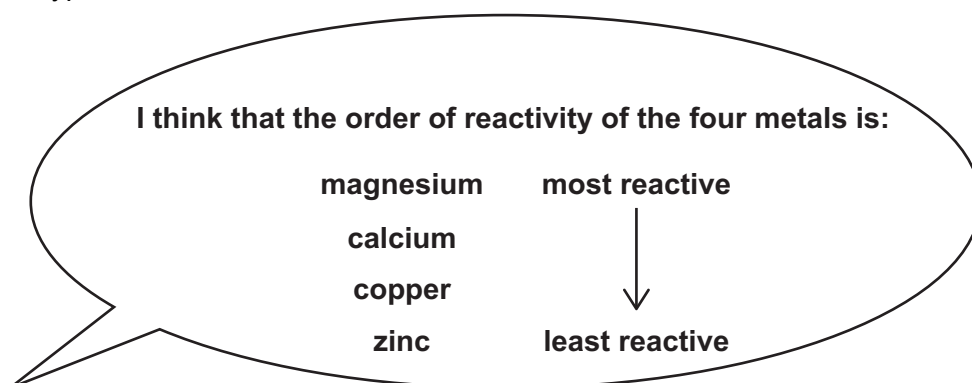 I think that the order of reactivity of the four metals is:
magnesium most reactive
calcium
copper
zinc least reactive